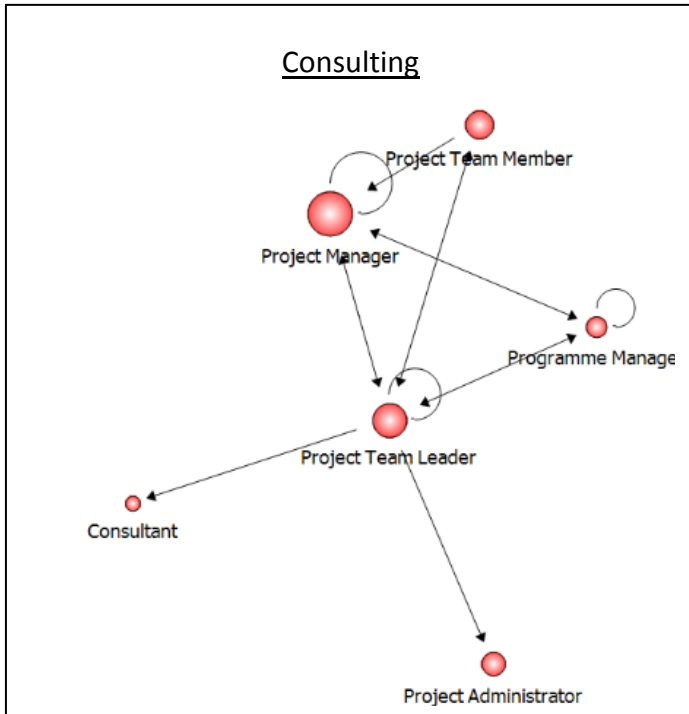 Consulting
Project Team Member
Project Manager
Programme Manage
Project Team Leader
Consultant
Project Administrator